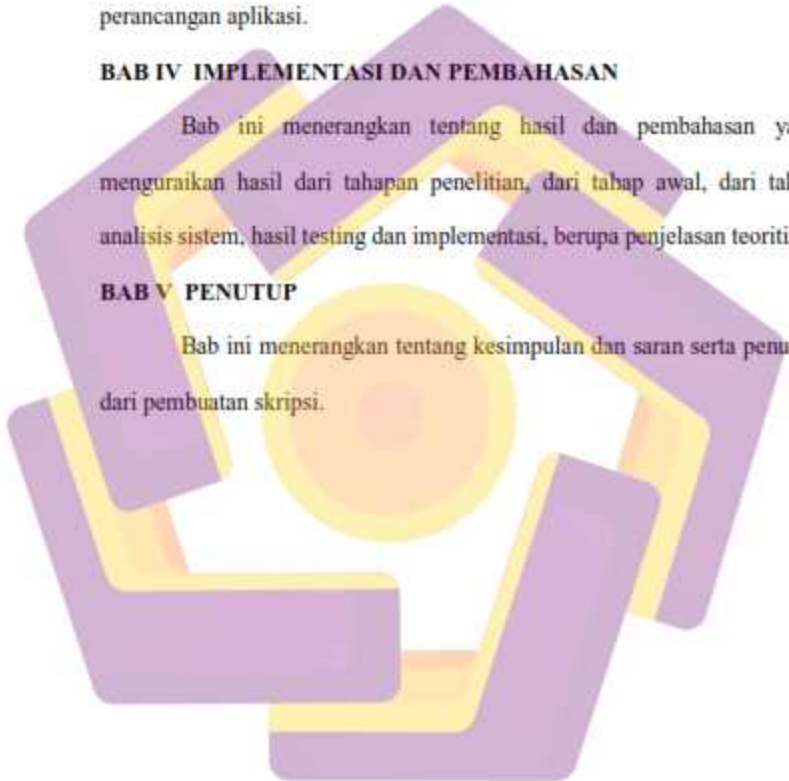 perancangan aplikasi.
BAB IV IMPLEMENTASI DAN PEMBAHASAN
Bab ini menerangkan tentang hasil dan pembahasan
menguraikan hasil dari tahapan penelitian, dari tahap awal, dari
analisis sistem, hasil testing dan implementasi, berupa penjelasan
BAB V PENUTUP
Bab ini menerangkan tentang kesimpulan dan saran serta
dari pembuatan skripsi.